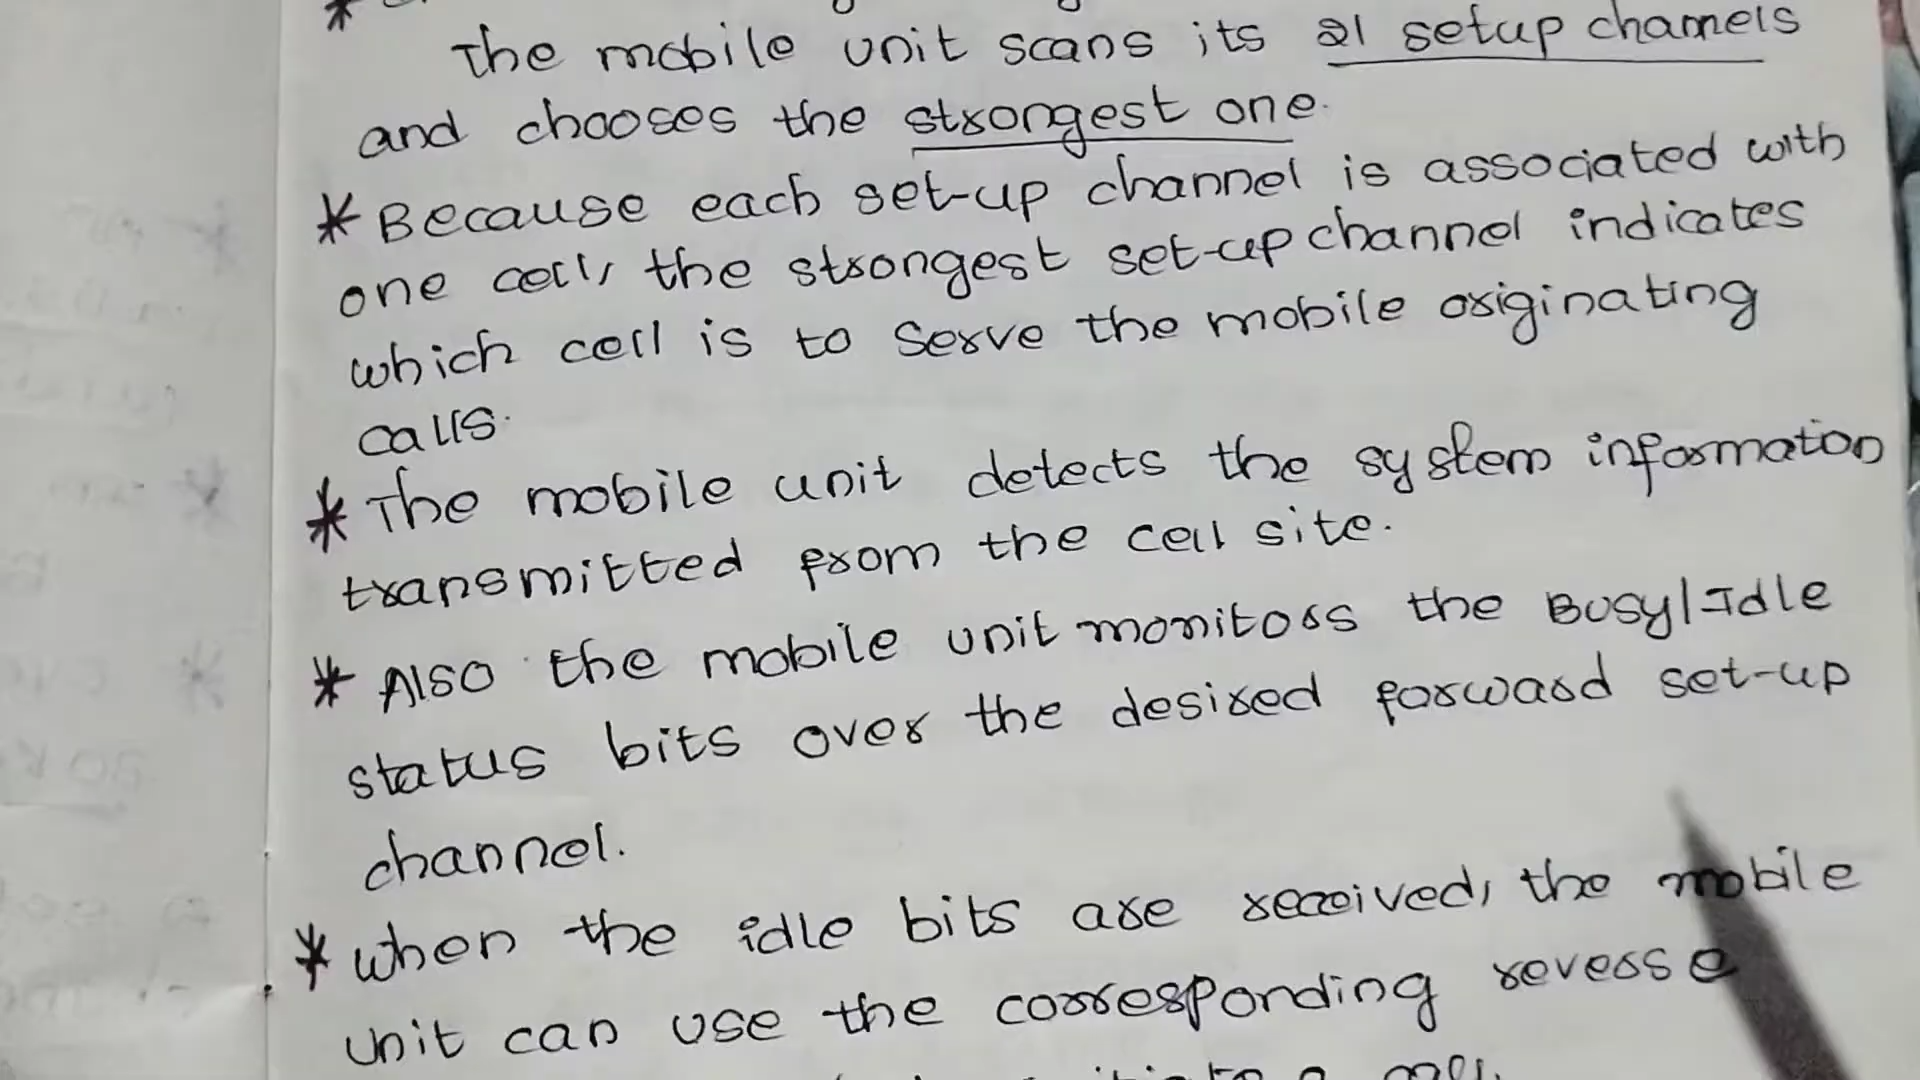 *
The mobile unit scans its 21 setup channels
and chooses the strongest one.
* Because each set-up channel is associated with
one cell, the strongest set-up channel indicates
which cell is to serve the mobile originating
calls.
* The mobile unit detects the system information
transmitted from the cell site.
* Also the mobile unit monitors the Busy/Idle
status bits over the desired forward set-up
channel.
* when the idle bits are received, the mobile
unit can use the corresponding reverse
a call.